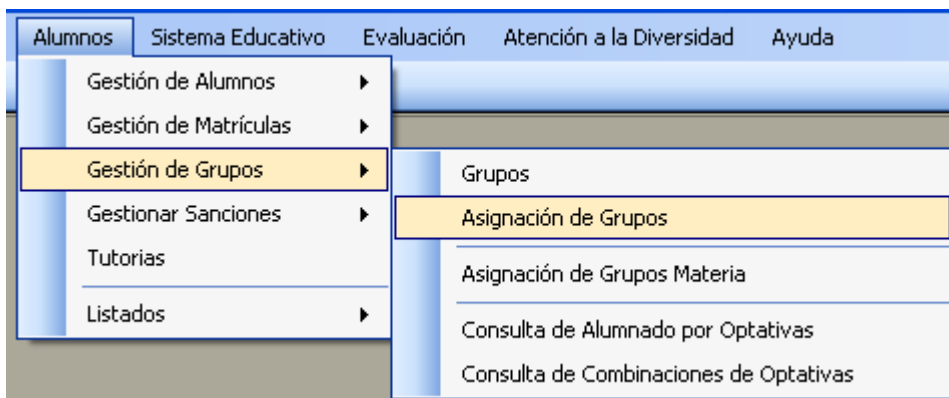 Alumnos Sistema Educativo Evaluación Atención a la Diversidad Ayuda
Gestión de Alumnos
Gestión de Matrículas
Gestión de Grupos
Gestionar Sanciones
Tutorias
Listados
Grupos
Asignación de Grupos
Asignación de Grupos Materia
Consulta de Alumnado por Optativas
Consulta de Combinaciones de Optativas